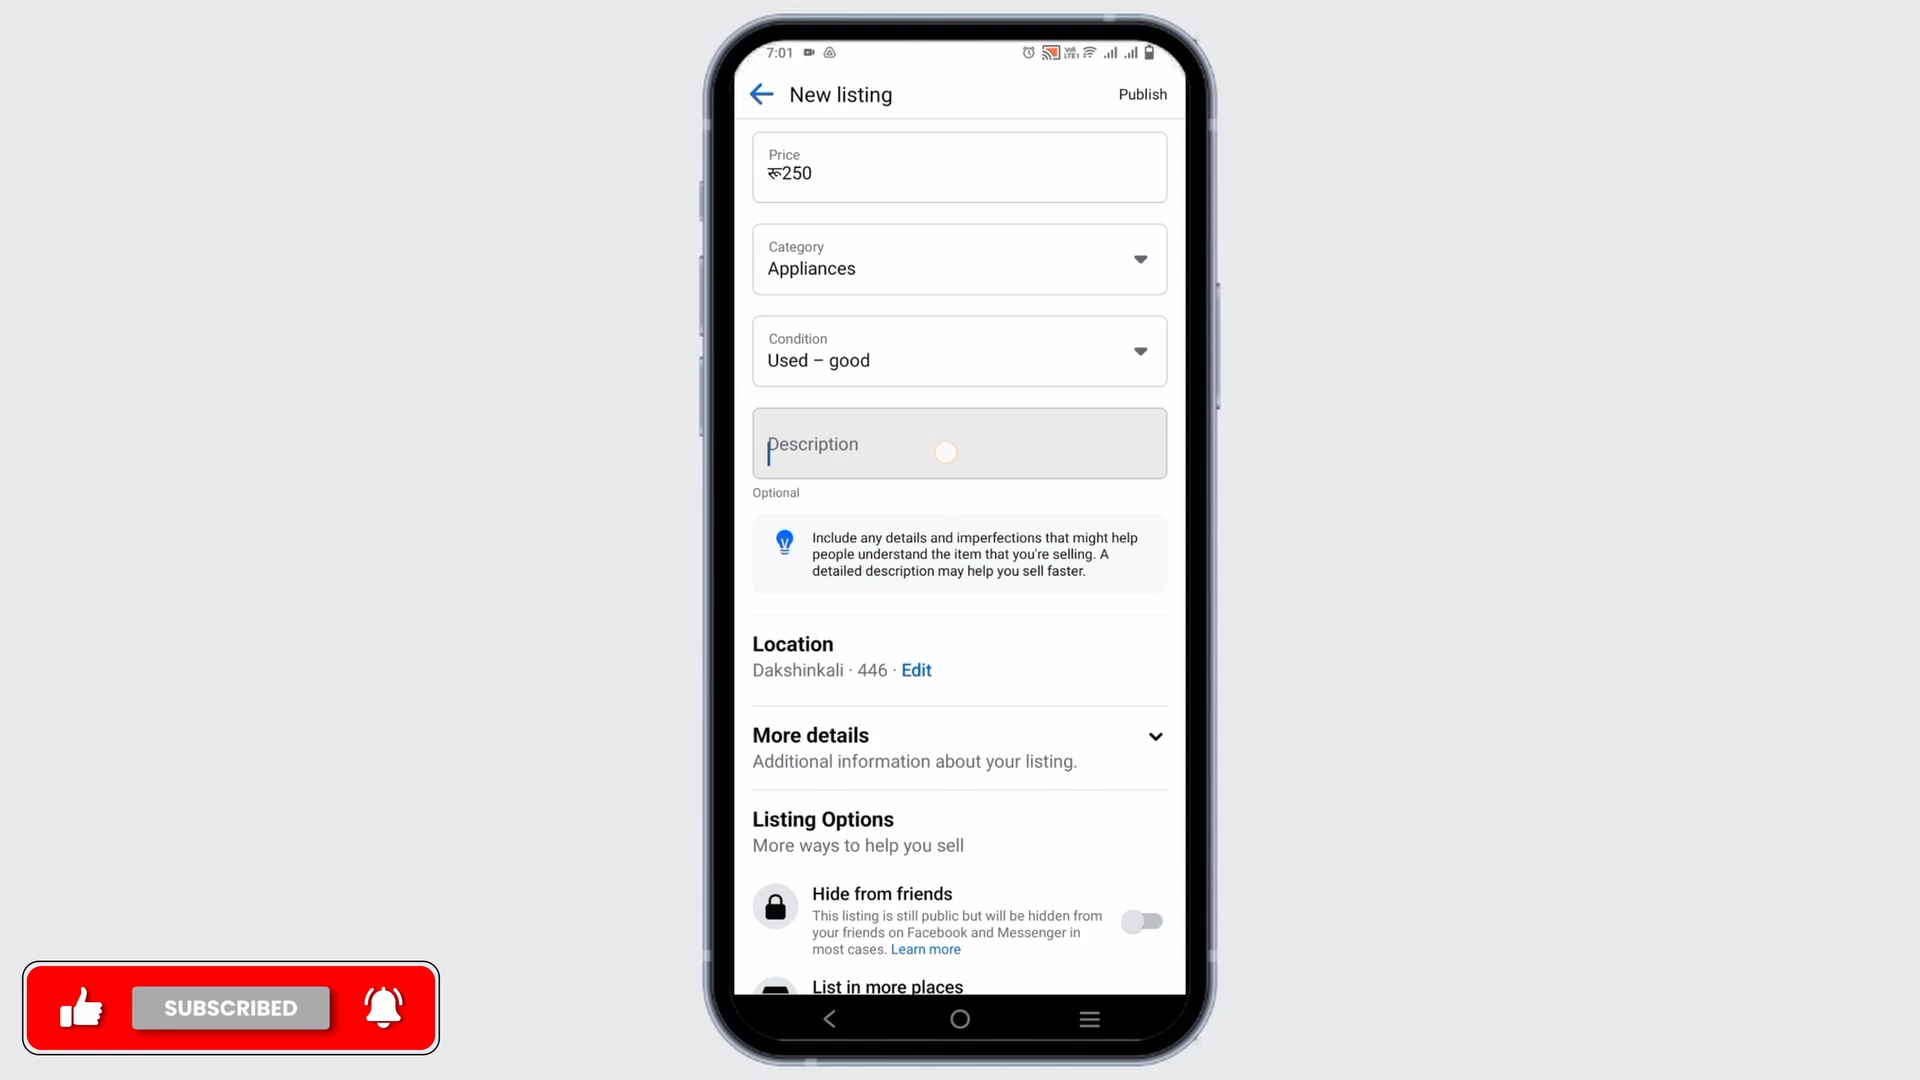 7:01
New listing
Publish
Price
रू250
Category
Appliances
Condition
Used – good
Description
Optional
Include any details and imperfections that might help
people understand the item that you're selling. A
detailed description may help you sell faster.
Location
Dakshinkali · 446 · Edit
More details
Additional information about your listing.
Listing Options
More ways to help you sell
Hide from friends
This listing is still public but will be hidden from
your friends on Facebook and Messenger in
most cases. Learn more
List in more places
SUBSCRIBED